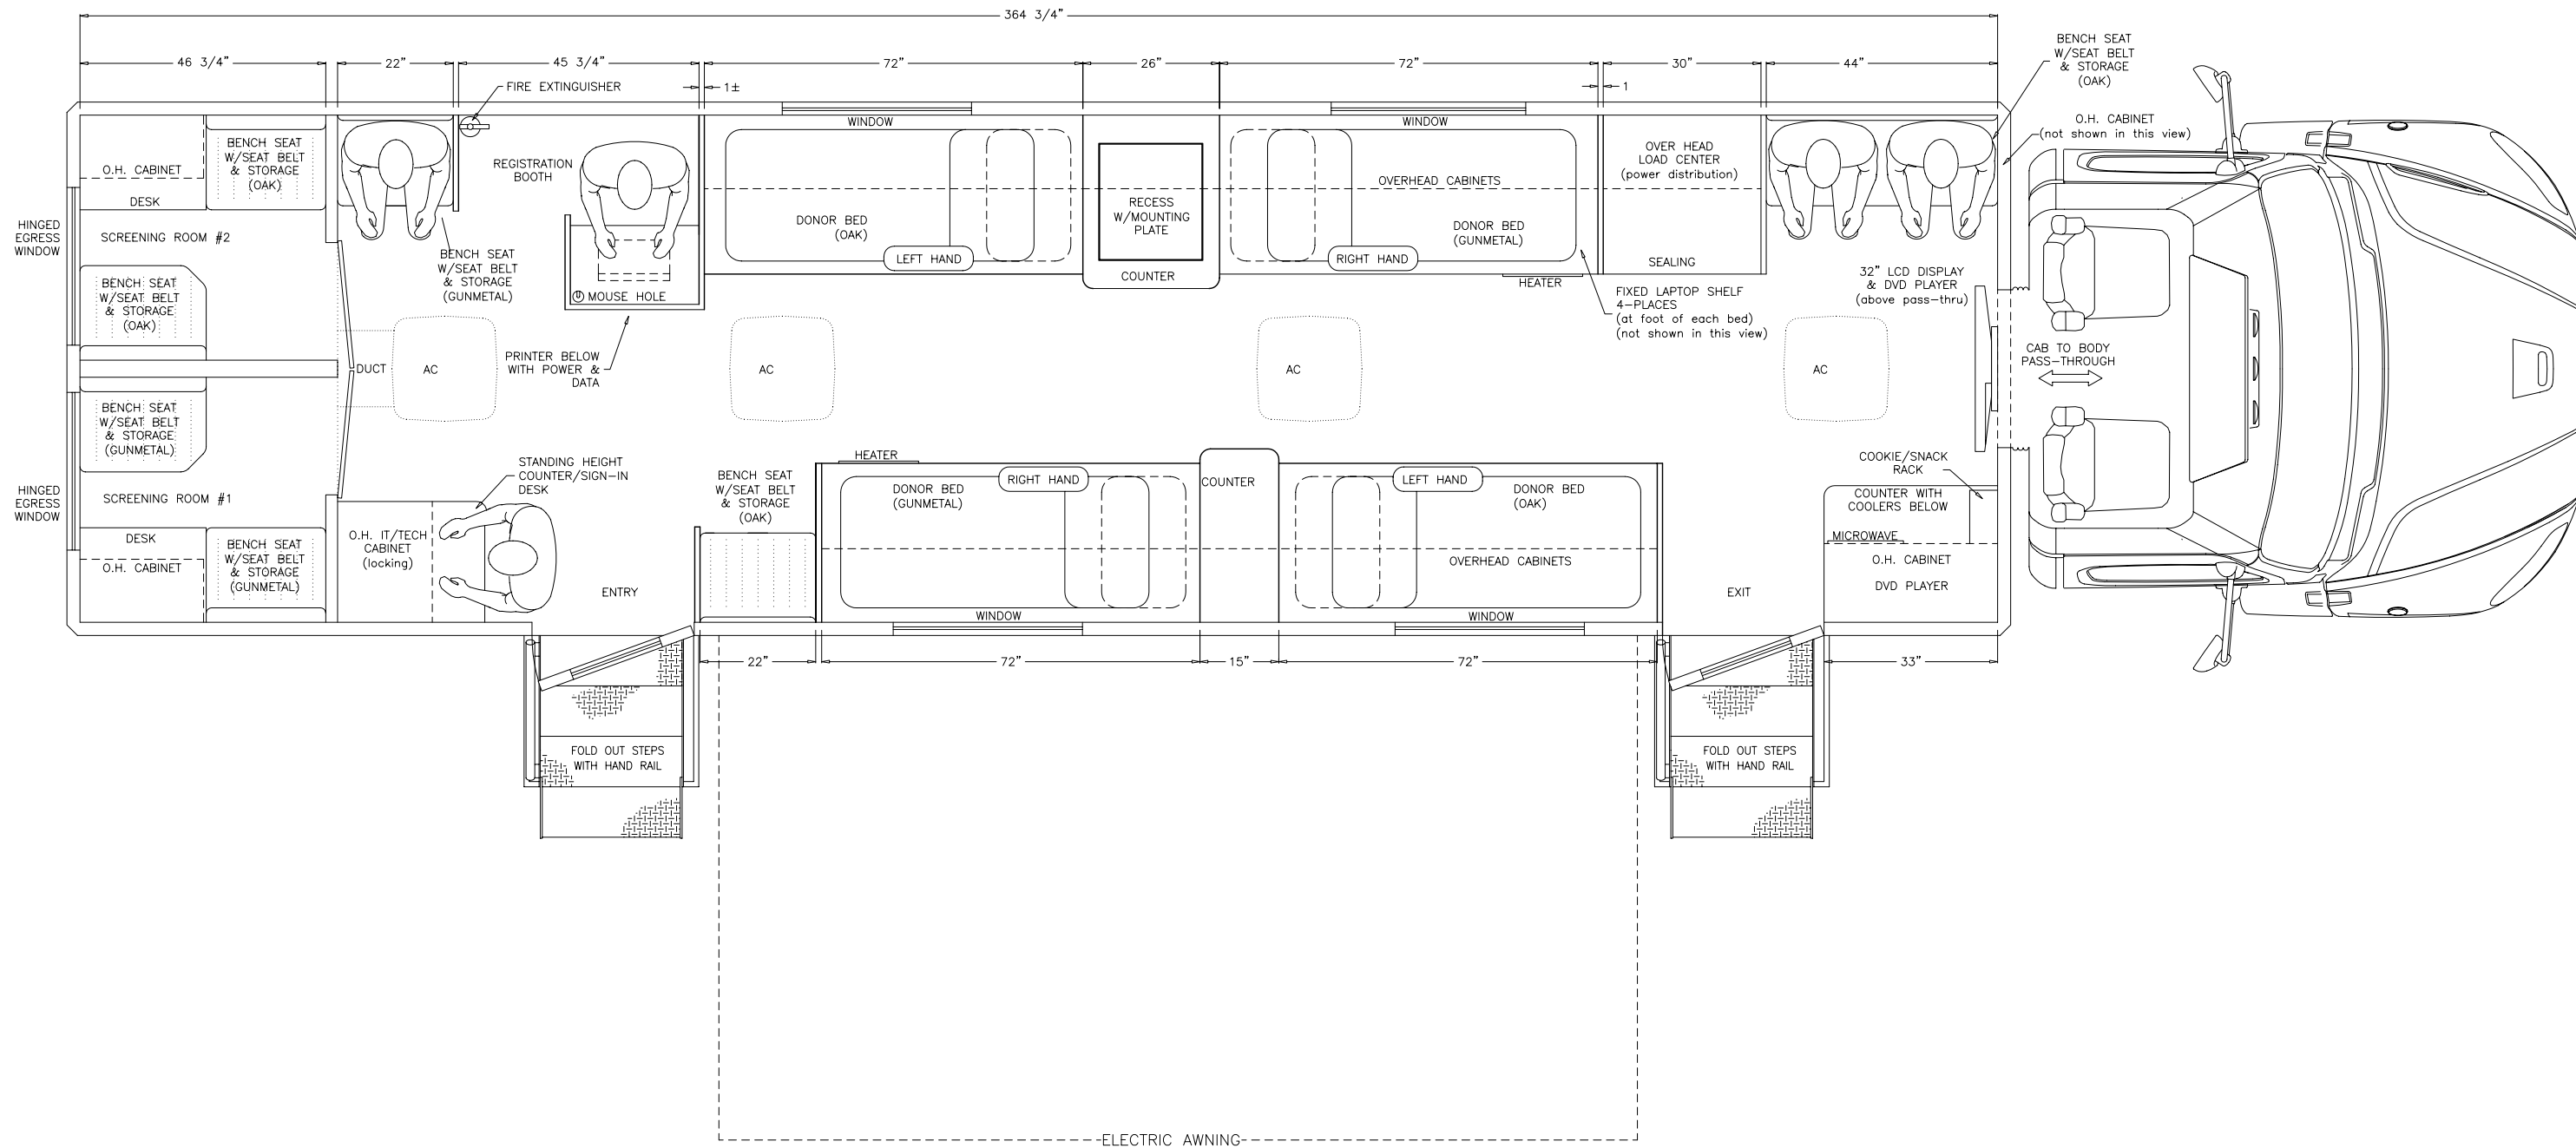 364 3/4”
46 3/4”
22”
45 3/4”
72”
26”
72”
30”
44”
BENCH SEAT
W/SEAT BELT
& STORAGE
(OAK)
FIRE EXTINGUISHER
1±
1
O.H. CABINET
(not shown in this view)
WINDOW
WINDOW
O.H. CABINET
BENCH SEAT
W/SEAT BELT
& STORAGE
(OAK)
REGISTRATION
BOOTH
OVER HEAD
LOAD CENTER
(power distribution)
OVERHEAD CABINETS
DESK
HINGED
EGRESS
WINDOW
SCREENING ROOM #2
DONOR BED
(OAK)
RECESS
W/MOUNTING
PLATE
DONOR BED
(GUNMETAL)
LEFT HAND
RIGHT HAND
BENCH SEAT
W/SEAT BELT
& STORAGE
(GUNMETAL)
COUNTER
SEALING
HEATER
32” LCD DISPLAY
& DVD PLAYER
(above pass-thru)
BENCH SEAT
W/SEAT BELT
& STORAGE
(OAK)
U MOUSE HOLE
FIXED LAPTOP SHELF
4-PLACES
(at foot of each bed)
(not shown in this view)
PRINTER BELOW
WITH POWER &
DATA
CAB TO BODY
PASS-THROUGH
DUCT
AC
AC
AC
AC
BENCH SEAT
W/SEAT BELT
& STORAGE
(GUNMETAL)
STANDING HEIGHT
COUNTER/SIGN-IN
DESK
HEATER
COOKIE/SNACK
RACK
BENCH SEAT
W/SEAT BELT
& STORAGE
(OAK)
RIGHT HAND
COUNTER
LEFT HAND
HINGED
EGRESS
WINDOW
SCREENING ROOM #1
DONOR BED
(GUNMETAL)
DONOR BED
(OAK)
COUNTER WITH
COOLERS BELOW
DESK
O.H. CABINET
BENCH SEAT
W/SEAT BELT
& STORAGE
(GUNMETAL)
O.H. IT/TECH
CABINET
(locking)
MICROWAVE
OVERHEAD CABINETS
O.H. CABINET
DVD PLAYER
ENTRY
EXIT
WINDOW
WINDOW
22”
72”
15”
72”
33”
FOLD OUT STEPS
WITH HAND RAIL
FOLD OUT STEPS
WITH HAND RAIL
ELECTRIC AWNING